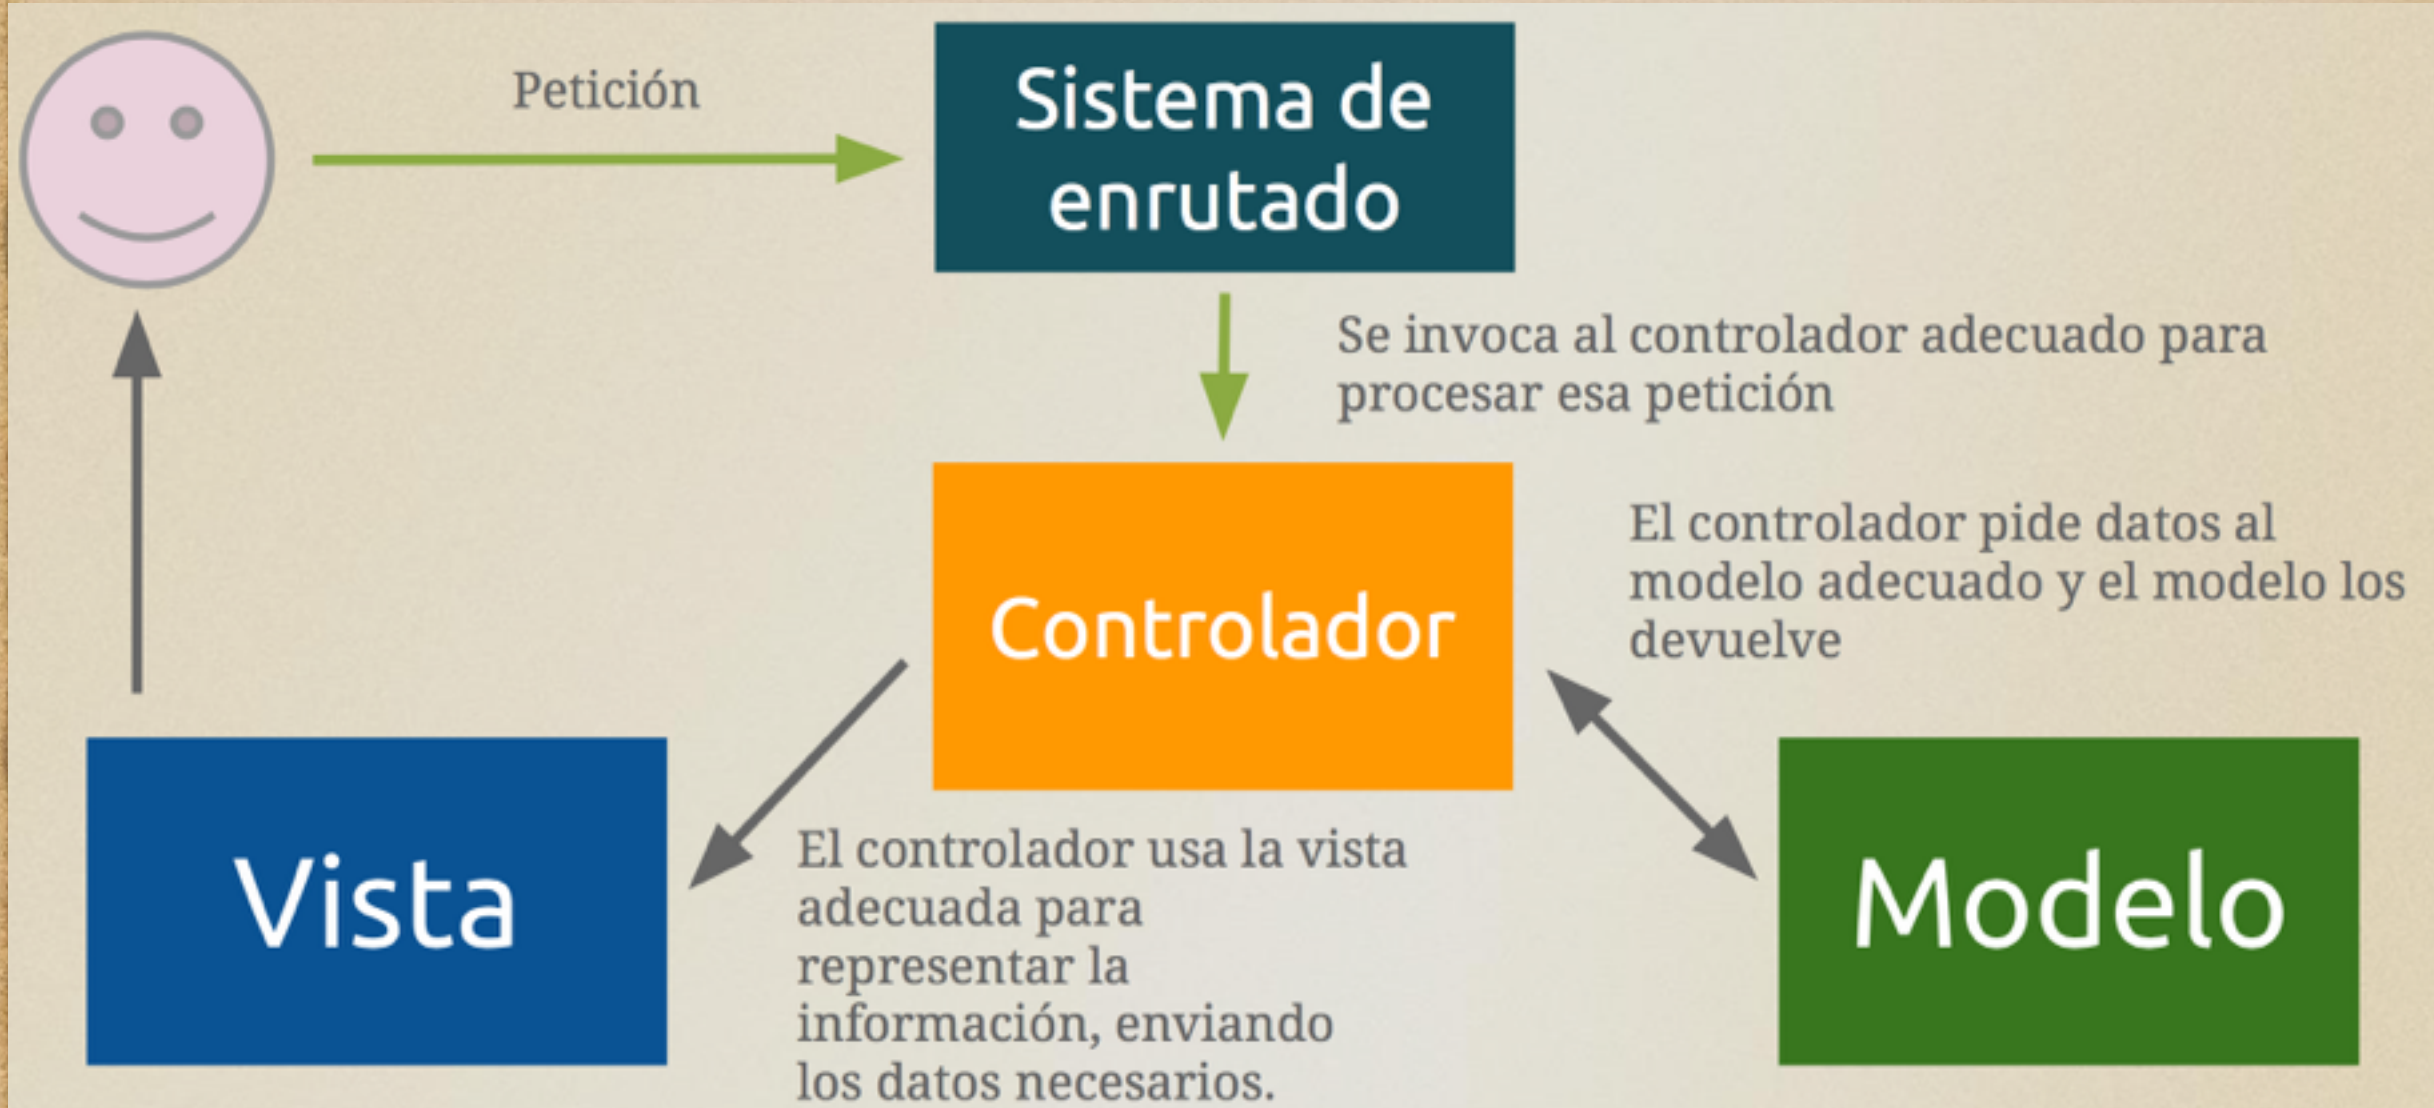 Petición
Sistema de
enrutado
Se invoca al controlador adecuado para
procesar esa petición
Controlador
El controlador pide datos al
modelo adecuado y el modelo los
devuelve
Vista
El controlador usa la vista
adecuada para
representar la
información, enviando
los datos necesarios.
Modelo